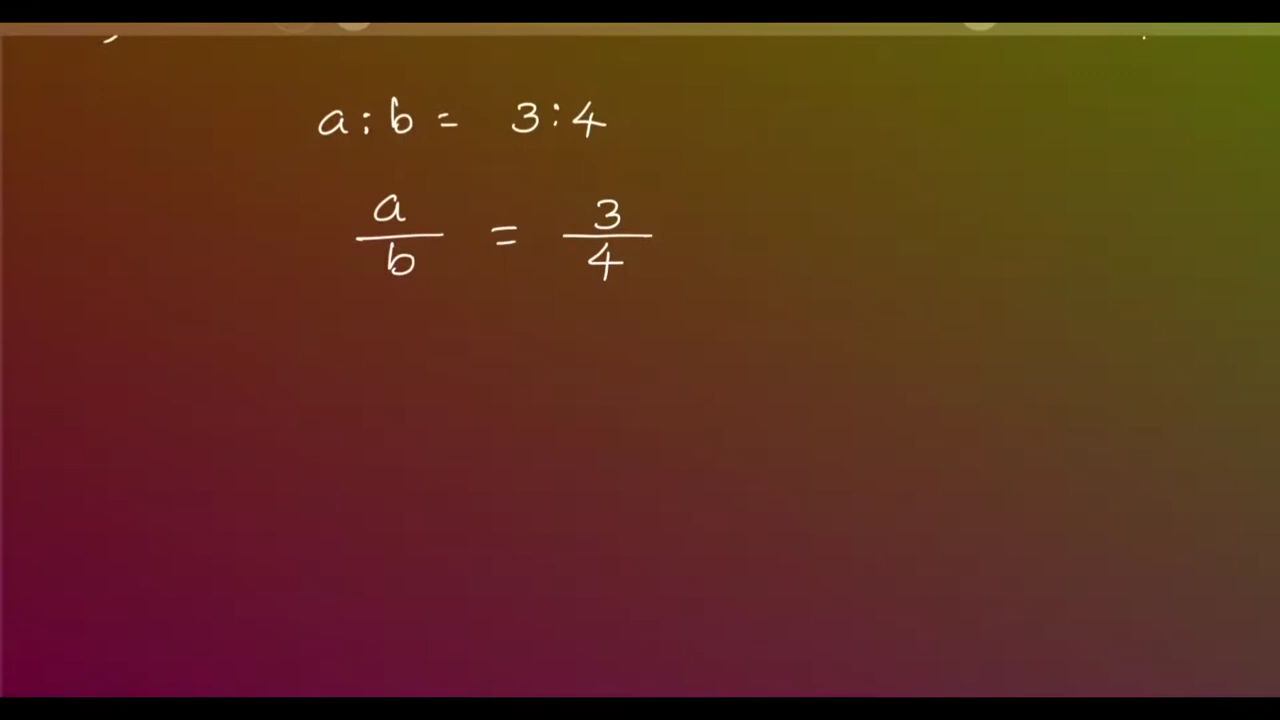 a : b = 3 : 4
a/b = 3/4